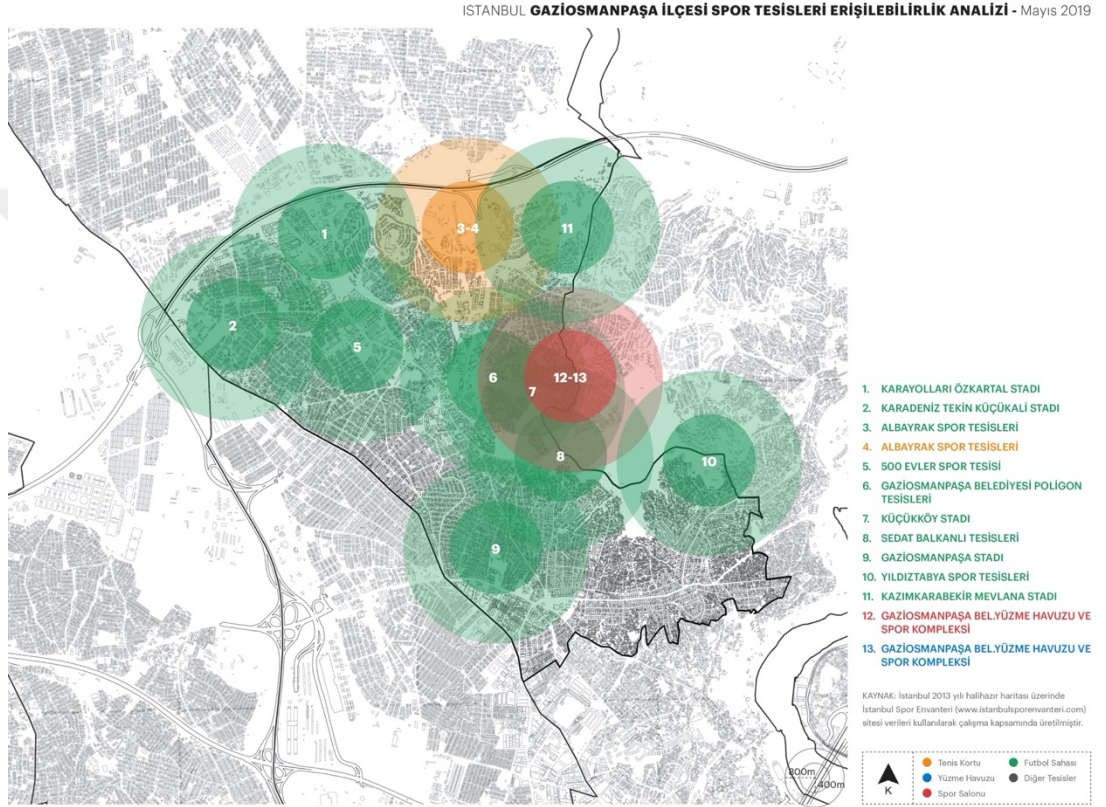 ISTANBUL GAZİOSMANPAŞA İLÇESİ SPOR TESİSLERİ ERİŞİLEBİLİRLİK ANALİZİ - Mayıs 2019
3-4
11
1
2
5
6
7
12-13
8
10
9
1. KARAYOLLARI ÖZKARTAL STADI
2. KARADENİZ TEKİN KÜÇÜKALİ STADI
3. ALBAYRAK SPOR TESİSLERİ
4. ALBAYRAK SPOR TESİSLERİ
5. 500 EVLER SPOR TESİSİ
6. GAZİOSMANPAŞA BELEDİYESİ POLİGON
TESİSLERİ
7. KÜÇÜKKÖY STADI
8. SEDAT BALKANLI TESİSLERİ
9. GAZİOSMANPAŞA STADI
10. YILDIZTABYA SPOR TESİSLERİ
11. KAZIMKARABEKİR MEVLANA STADI
12. GAZİOSMANPAŞA BEL.YÜZME HAVUZU VE
SPOR KOMPLEKSİ
13. GAZİOSMANPAŞA BEL.YÜZME HAVUZU VE
SPOR KOMPLEKSİ
KAYNAK: İstanbul 2013 yılı halihazır haritası üzerinde
İstanbul Spor Envanteri (www.istanbulsporenvanteri.com)
sitesi verileri kullanılarak çalışma kapsamında üretilmiştir.
800m
400m
K
Tenis Kortu
Yüzme Havuzu
Spor Salonu
Futbol Sahası
Diğer Tesisler